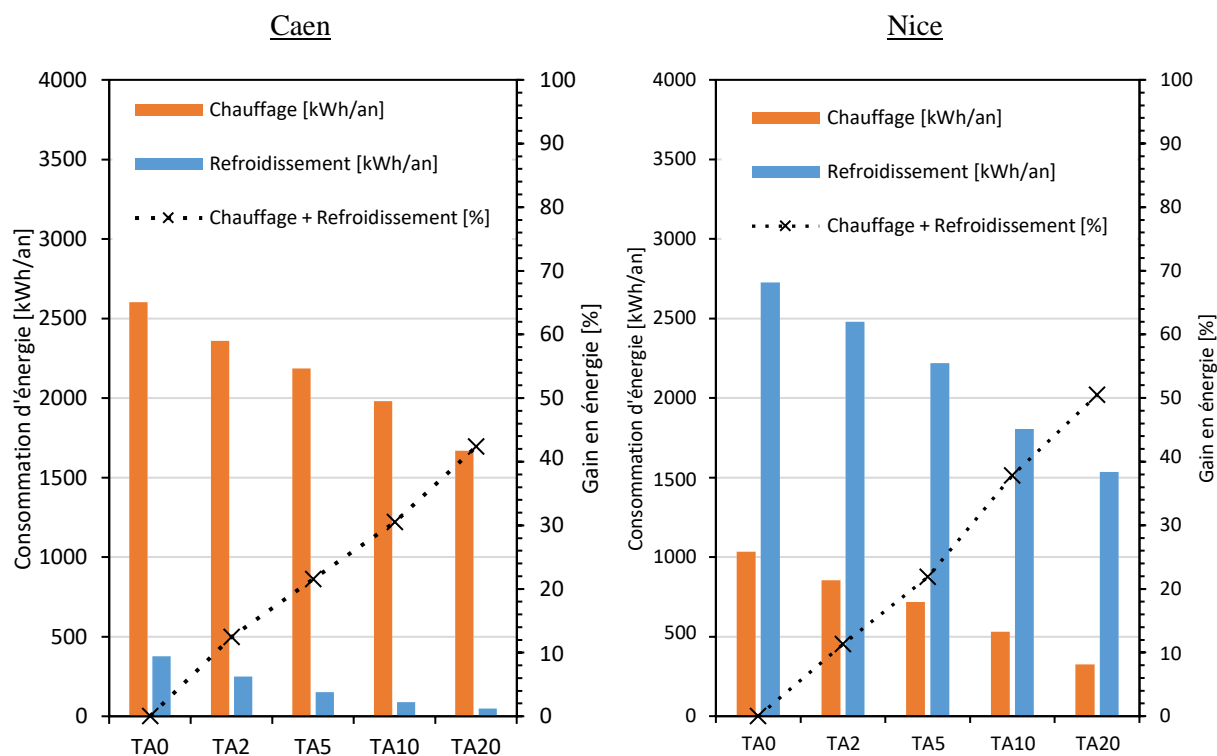 Caen
4000
3500
3000
2500
2000
1500
1000
500
0
Consommation d'énergie [kWh/an]
Chauffage [kWh/an]
Refroidissement [kWh/an]
Chauffage + Refroidissement [%]
100
90
80
70
60
50
40
30
20
10
0
Gain en énergie [%]
TA0 TA2 TA5 TA10 TA20
Nice
4000
3500
3000
2500
2000
1500
1000
500
0
Consommation d'énergie [kWh/an]
Chauffage [kWh/an]
Refroidissement [kWh/an]
Chauffage + Refroidissement [%]
100
90
80
70
60
50
40
30
20
10
0
Gain en énergie [%]
TA0 TA2 TA5 TA10 TA20